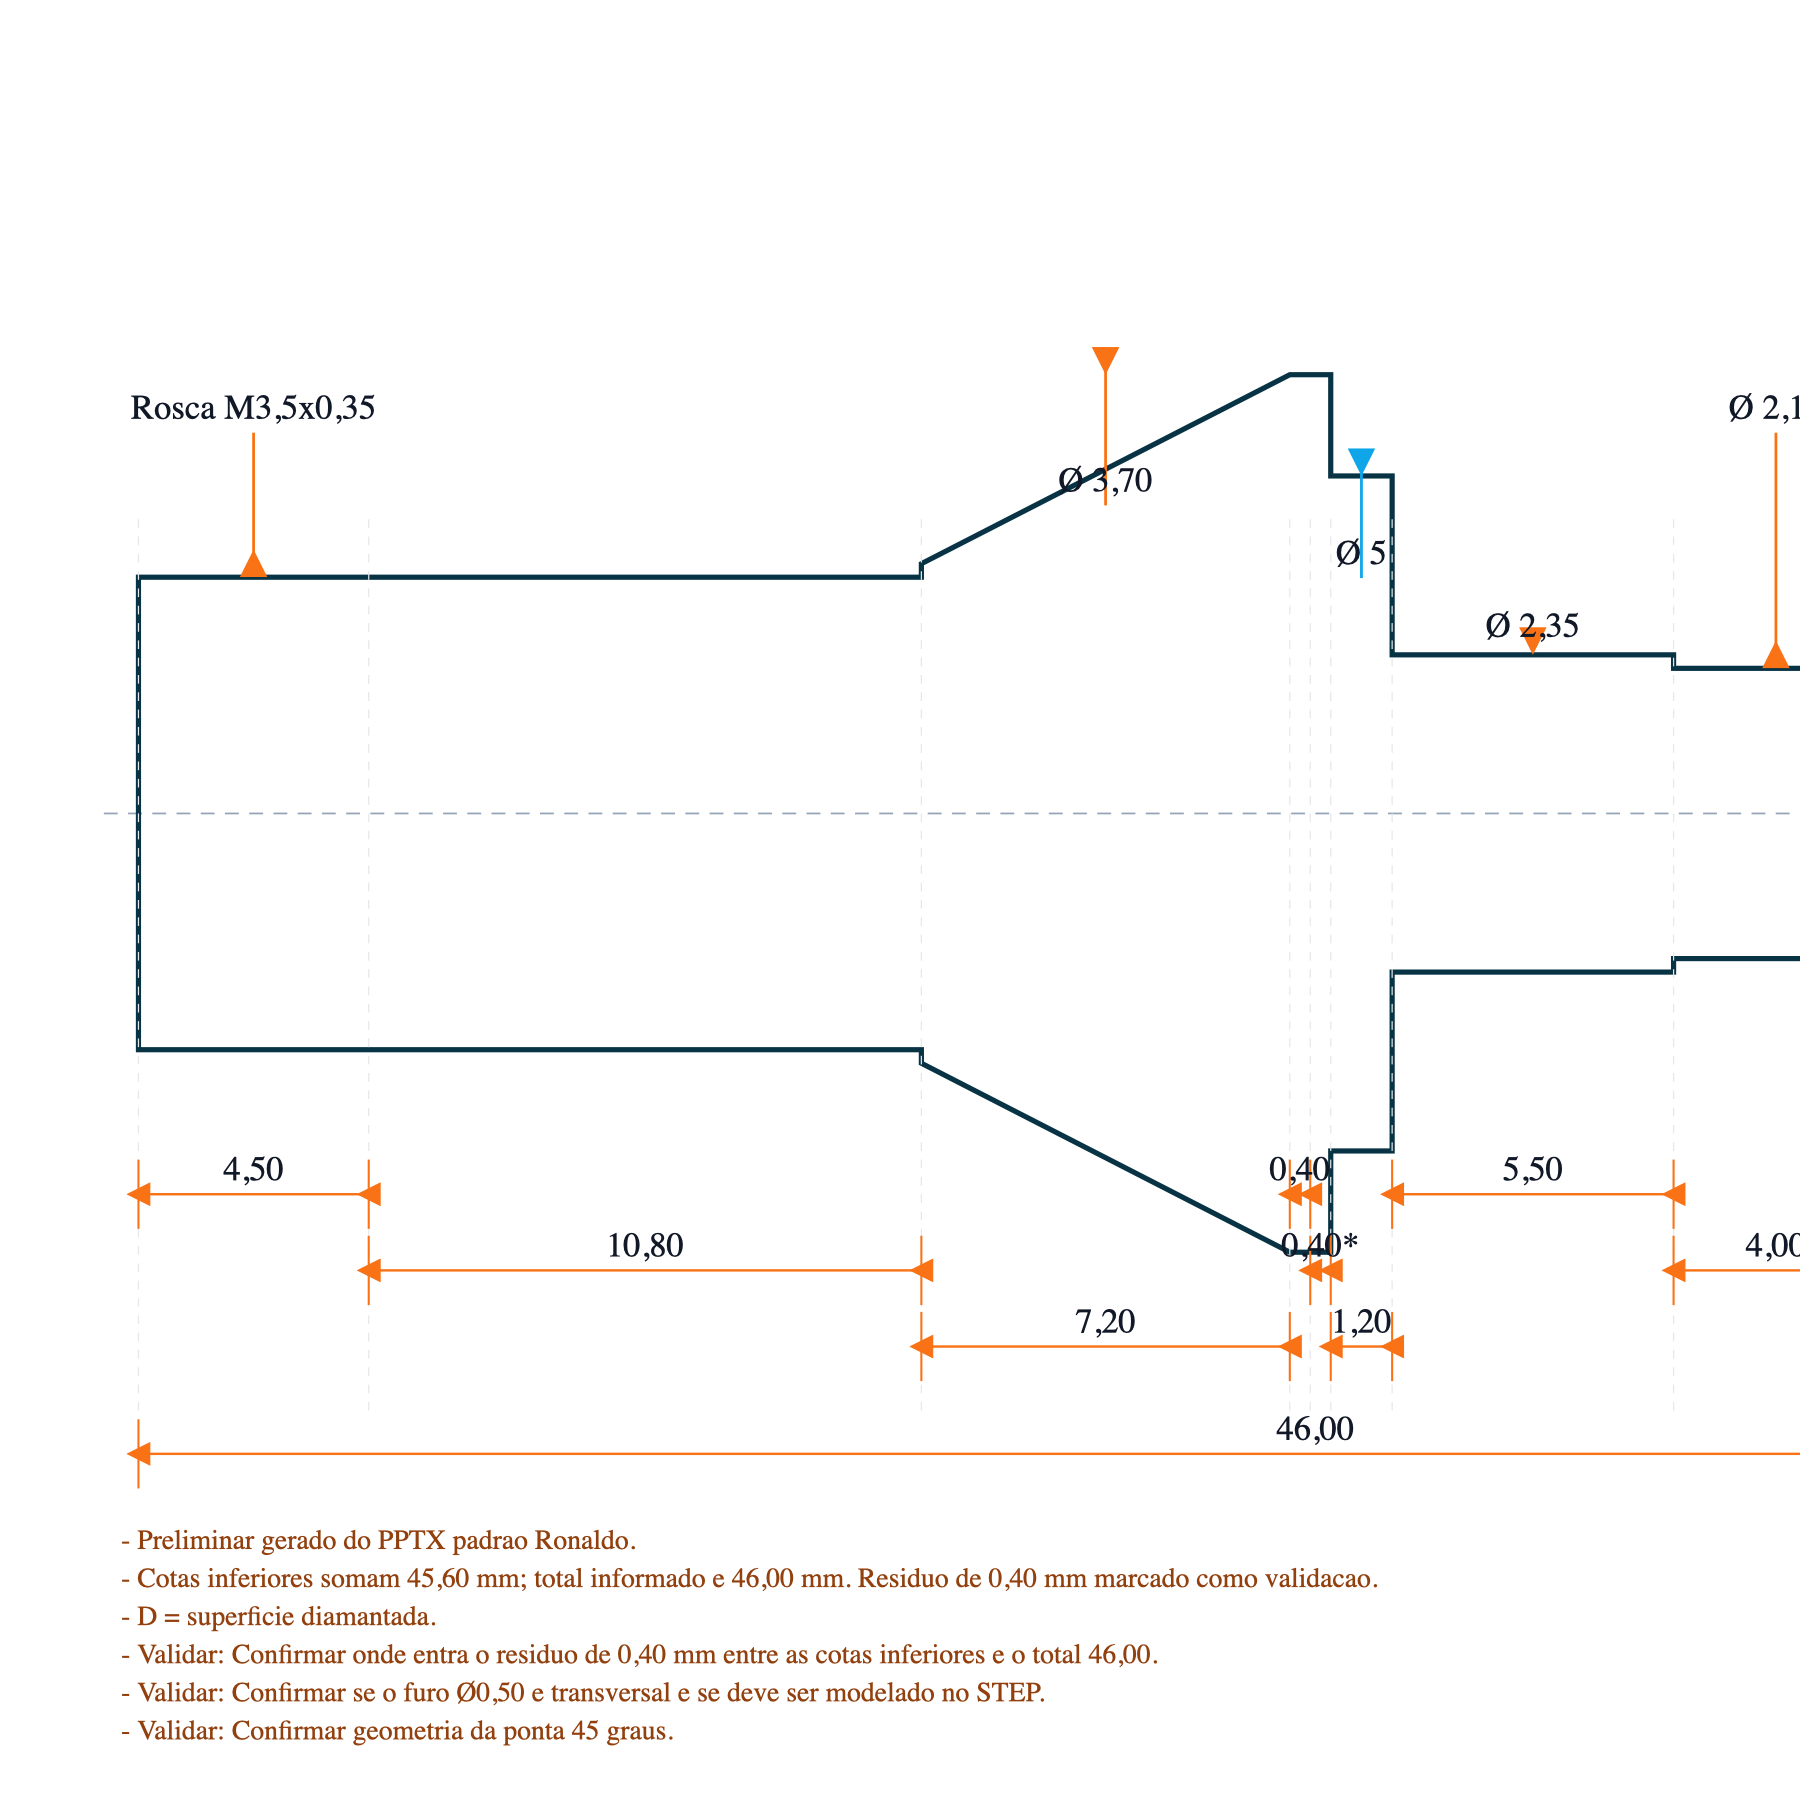 Rosca M3,5x0,35
Ø 2,1
Ø 3,70
Ø 5
Ø 2,35
4,50
0,40
5,50
10,80
0,40*
4,00
7,20
1,20
46,00
- Preliminar gerado do PPTX padrao Ronaldo.
- Cotas inferiores somam 45,60 mm; total informado e 46,00 mm. Residuo de 0,40 mm marcado como validacao.
- D = superficie diamantada.
- Validar: Confirmar onde entra o residuo de 0,40 mm entre as cotas inferiores e o total 46,00.
- Validar: Confirmar se o furo Ø0,50 e transversal e se deve ser modelado no STEP.
- Validar: Confirmar geometria da ponta 45 graus.